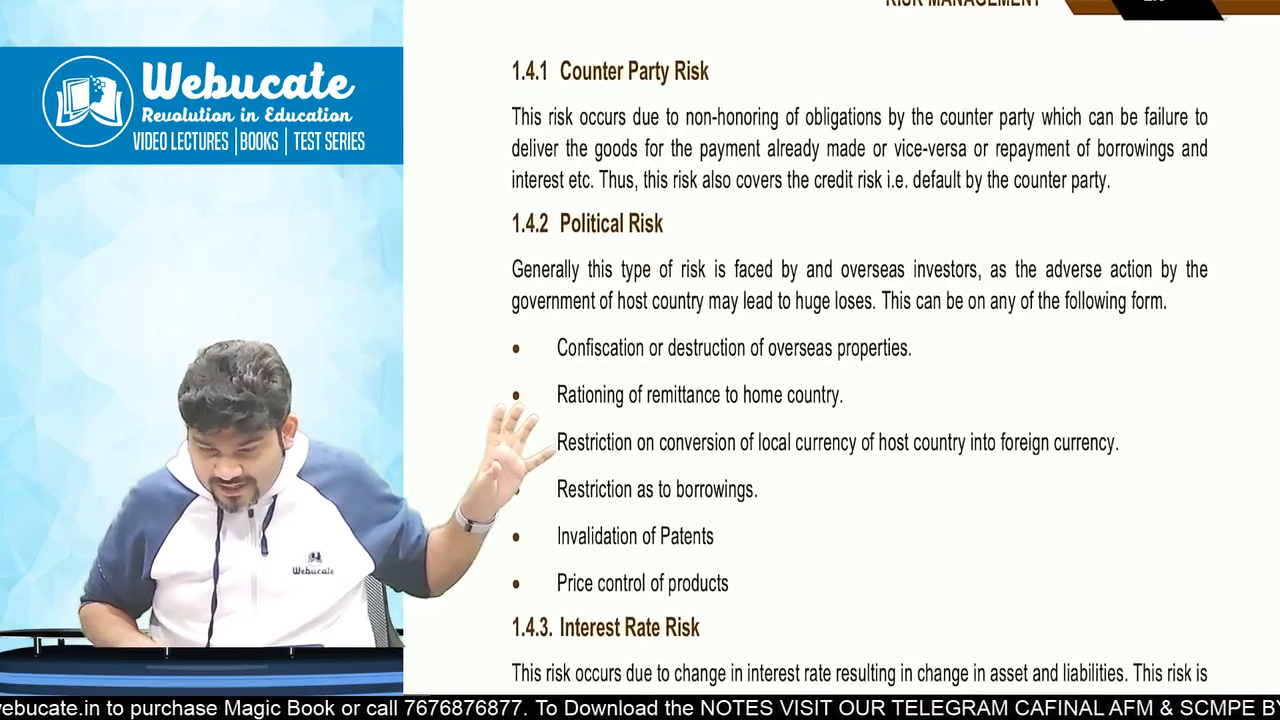 RISK MANAGEMENT
Webucate
Revolution in Education
VIDEO LECTURES | BOOKS | TEST SERIES
1.4.1 Counter Party Risk
This risk occurs due to non-honoring of obligations by the counter party which can be failure to
deliver the goods for the payment already made or vice-versa or repayment of borrowings and
interest etc. Thus, this risk also covers the credit risk i.e. default by the counter party.
1.4.2 Political Risk
Generally this type of risk is faced by and overseas investors, as the adverse action by the
government of host country may lead to huge loses. This can be on any of the following form.
• Confiscation or destruction of overseas properties.
• Rationing of remittance to home country.
Restriction on conversion of local currency of host country into foreign currency.
• Restriction as to borrowings.
• Invalidation of Patents
• Price control of products
1.4.3. Interest Rate Risk
This risk occurs due to change in interest rate resulting in change in asset and liabilities. This risk is
Webucate
ebucate.in to purchase Magic Book or call 7676876877. To Download the NOTES VISIT OUR TELEGRAM CAFINAL AFM & SCMPE BY